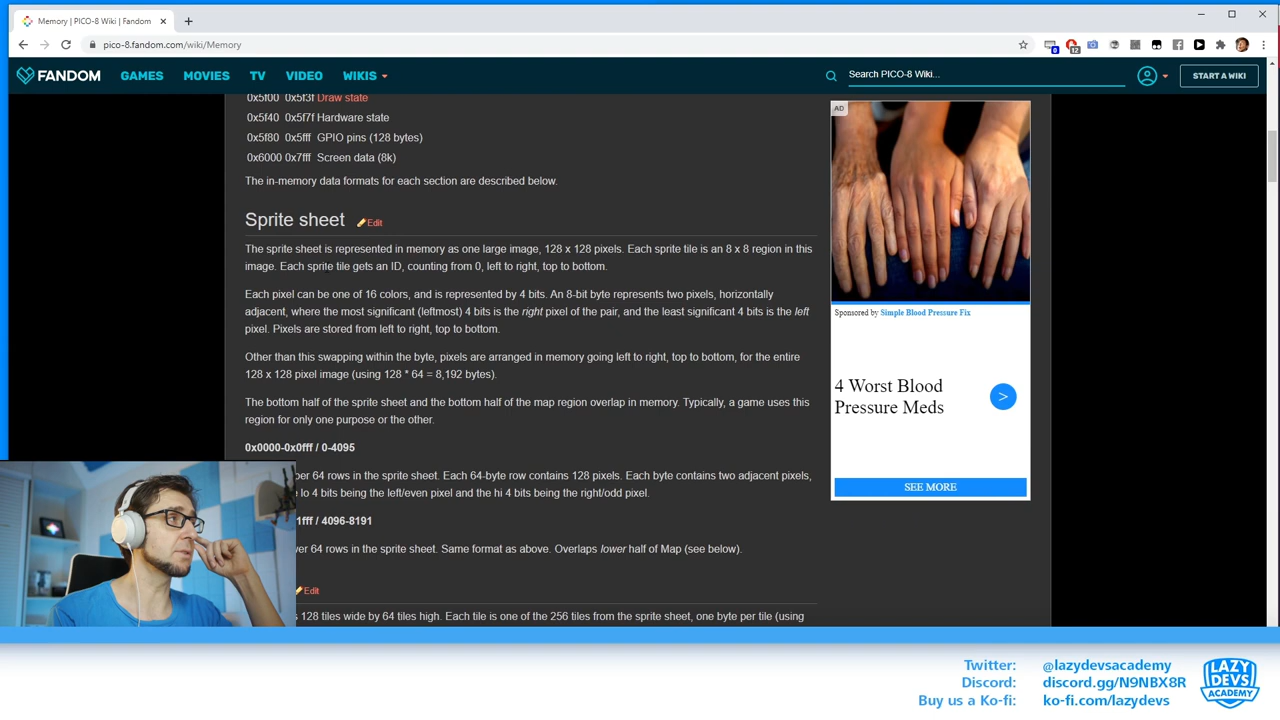 Memory | PICO-8 Wiki | Fandom
pico-8.fandom.com/wiki/Memory
0
12
FANDOM
GAMES
MOVIES
TV
VIDEO
WIKIS
Search PICO-8 Wiki...
START A WIKI
0x5f00 0x5f3f Draw state
0x5f40 0x5f7f Hardware state
0x5f80 0x5fff GPIO pins (128 bytes)
0x6000 0x7fff Screen data (8k)
The in-memory data formats for each section are described below.
Sprite sheet
Edit
The sprite sheet is represented in memory as one large image, 128 x 128 pixels. Each sprite tile is an 8 x 8 region in this
image. Each sprite tile gets an ID, counting from 0, left to right, top to bottom.
Each pixel can be one of 16 colors, and is represented by 4 bits. An 8-bit byte represents two pixels, horizontally
adjacent, where the most significant (leftmost) 4 bits is the right pixel of the pair, and the least significant 4 bits is the left
pixel. Pixels are stored from left to right, top to bottom.
Other than this swapping within the byte, pixels are arranged in memory going left to right, top to bottom, for the entire
128 x 128 pixel image (using 128 * 64 = 8,192 bytes).
The bottom half of the sprite sheet and the bottom half of the map region overlap in memory. Typically, a game uses this
region for only one purpose or the other.
0x0000-0x0fff / 0-4095
per 64 rows in the sprite sheet. Each 64-byte row contains 128 pixels. Each byte contains two adjacent pixels,
lo 4 bits being the left/even pixel and the hi 4 bits being the right/odd pixel.
1fff / 4096-8191
ver 64 rows in the sprite sheet. Same format as above. Overlaps lower half of Map (see below).
Edit
128 tiles wide by 64 tiles high. Each tile is one of the 256 tiles from the sprite sheet, one byte per tile (using
AD
Sponsored by Simple Blood Pressure Fix
4 Worst Blood
Pressure Meds
>
SEE MORE
Twitter: @lazydevsacademy
Discord: discord.gg/N9NBX8R
Buy us a Ko-fi: ko-fi.com/lazydevs
LAZY
DEVS
ACADEMY